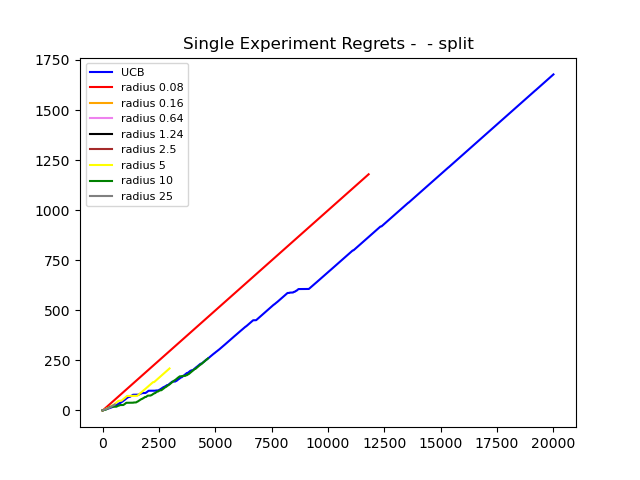 Single Experiment Regrets -  - split
1750
1500
1250
1000
750
500
250
0
UCB
radius 0.08
radius 0.16
radius 0.64
radius 1.24
radius 2.5
radius 5
radius 10
radius 25
0 2500 5000 7500 10000 12500 15000 17500 20000